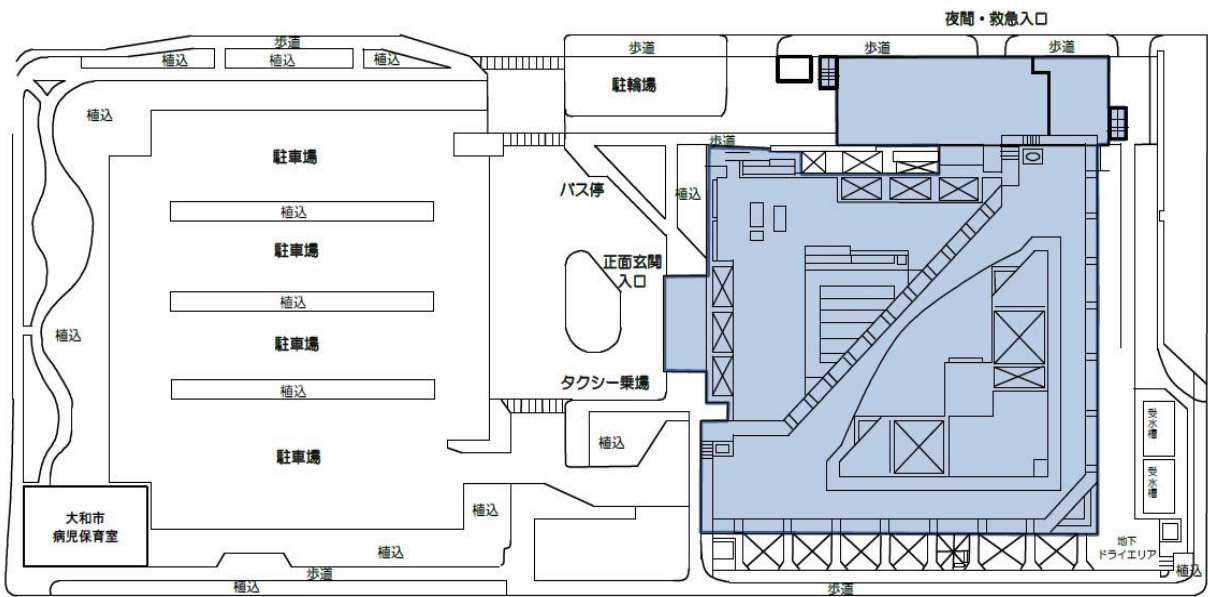 夜間・救急入口
歩道
歩道
歩道
歩道
植込
植込
植込
駐輪場
植込
駐車場
歩道
バス停
植込
植込
駐車場
正面玄関
入口
植込
植込
駐車場
タクシー乗場
植込
駐車場
植込
受水槽
受水槽
大和市
病児保育室
植込
地下
ドライエリア
植込
植込
歩道
植込
歩道